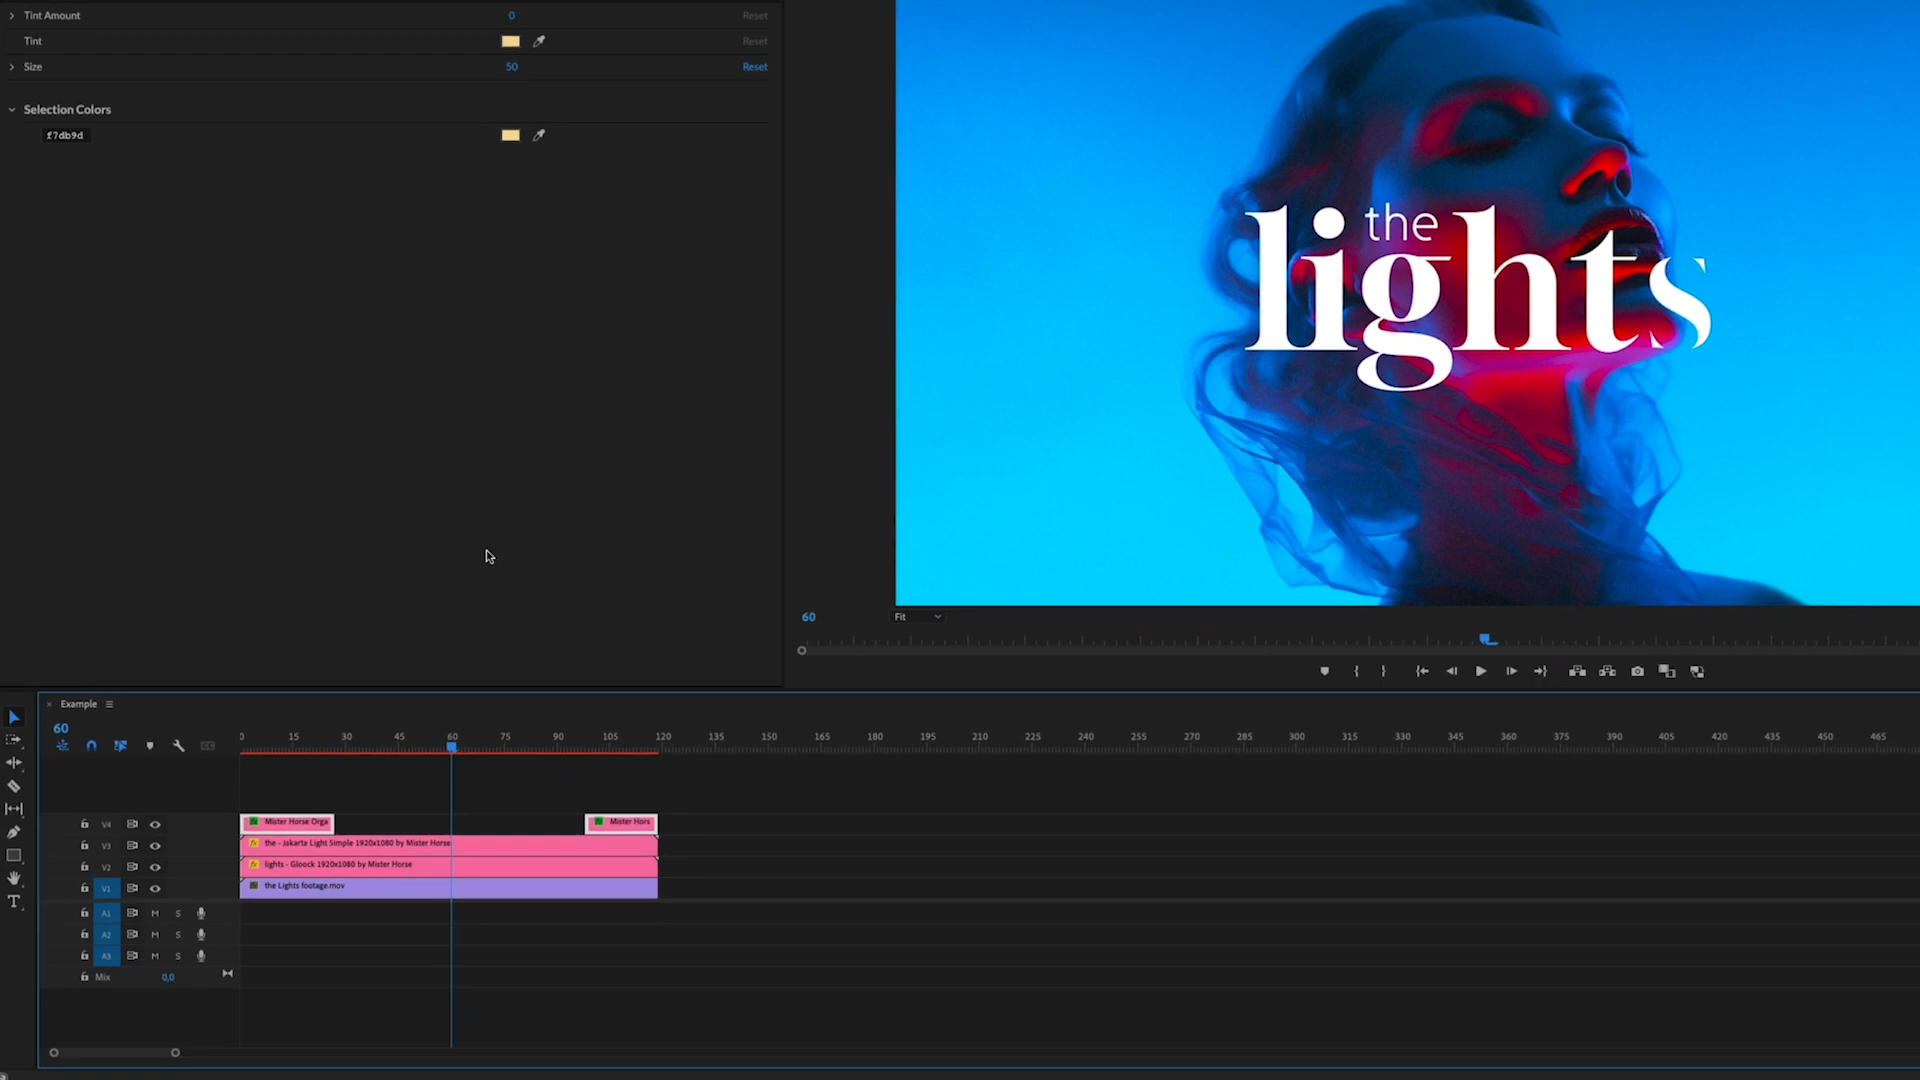 Tint Amount 0 Reset
Tint Reset
Size 50 Reset
Selection Colors
f7db9d
the
lights
60 Fit
Example
60
0 15 30 45 60 75 90 105 120 135 150 165 180 195 210 225 240 255 270 285 300 315 330 345 360 375 390 405 420 435 450 465
V4 Mister Horse Orga Mister Hors
V3 fx the - Jakarta Light Simple 1920x1080 by Mister Horse
V2 fx lights - Gloock 1920x1080 by Mister Horse
V1 the Lights footage.mov
A1 M S
A2 M S
A3 M S
Mix 0,0